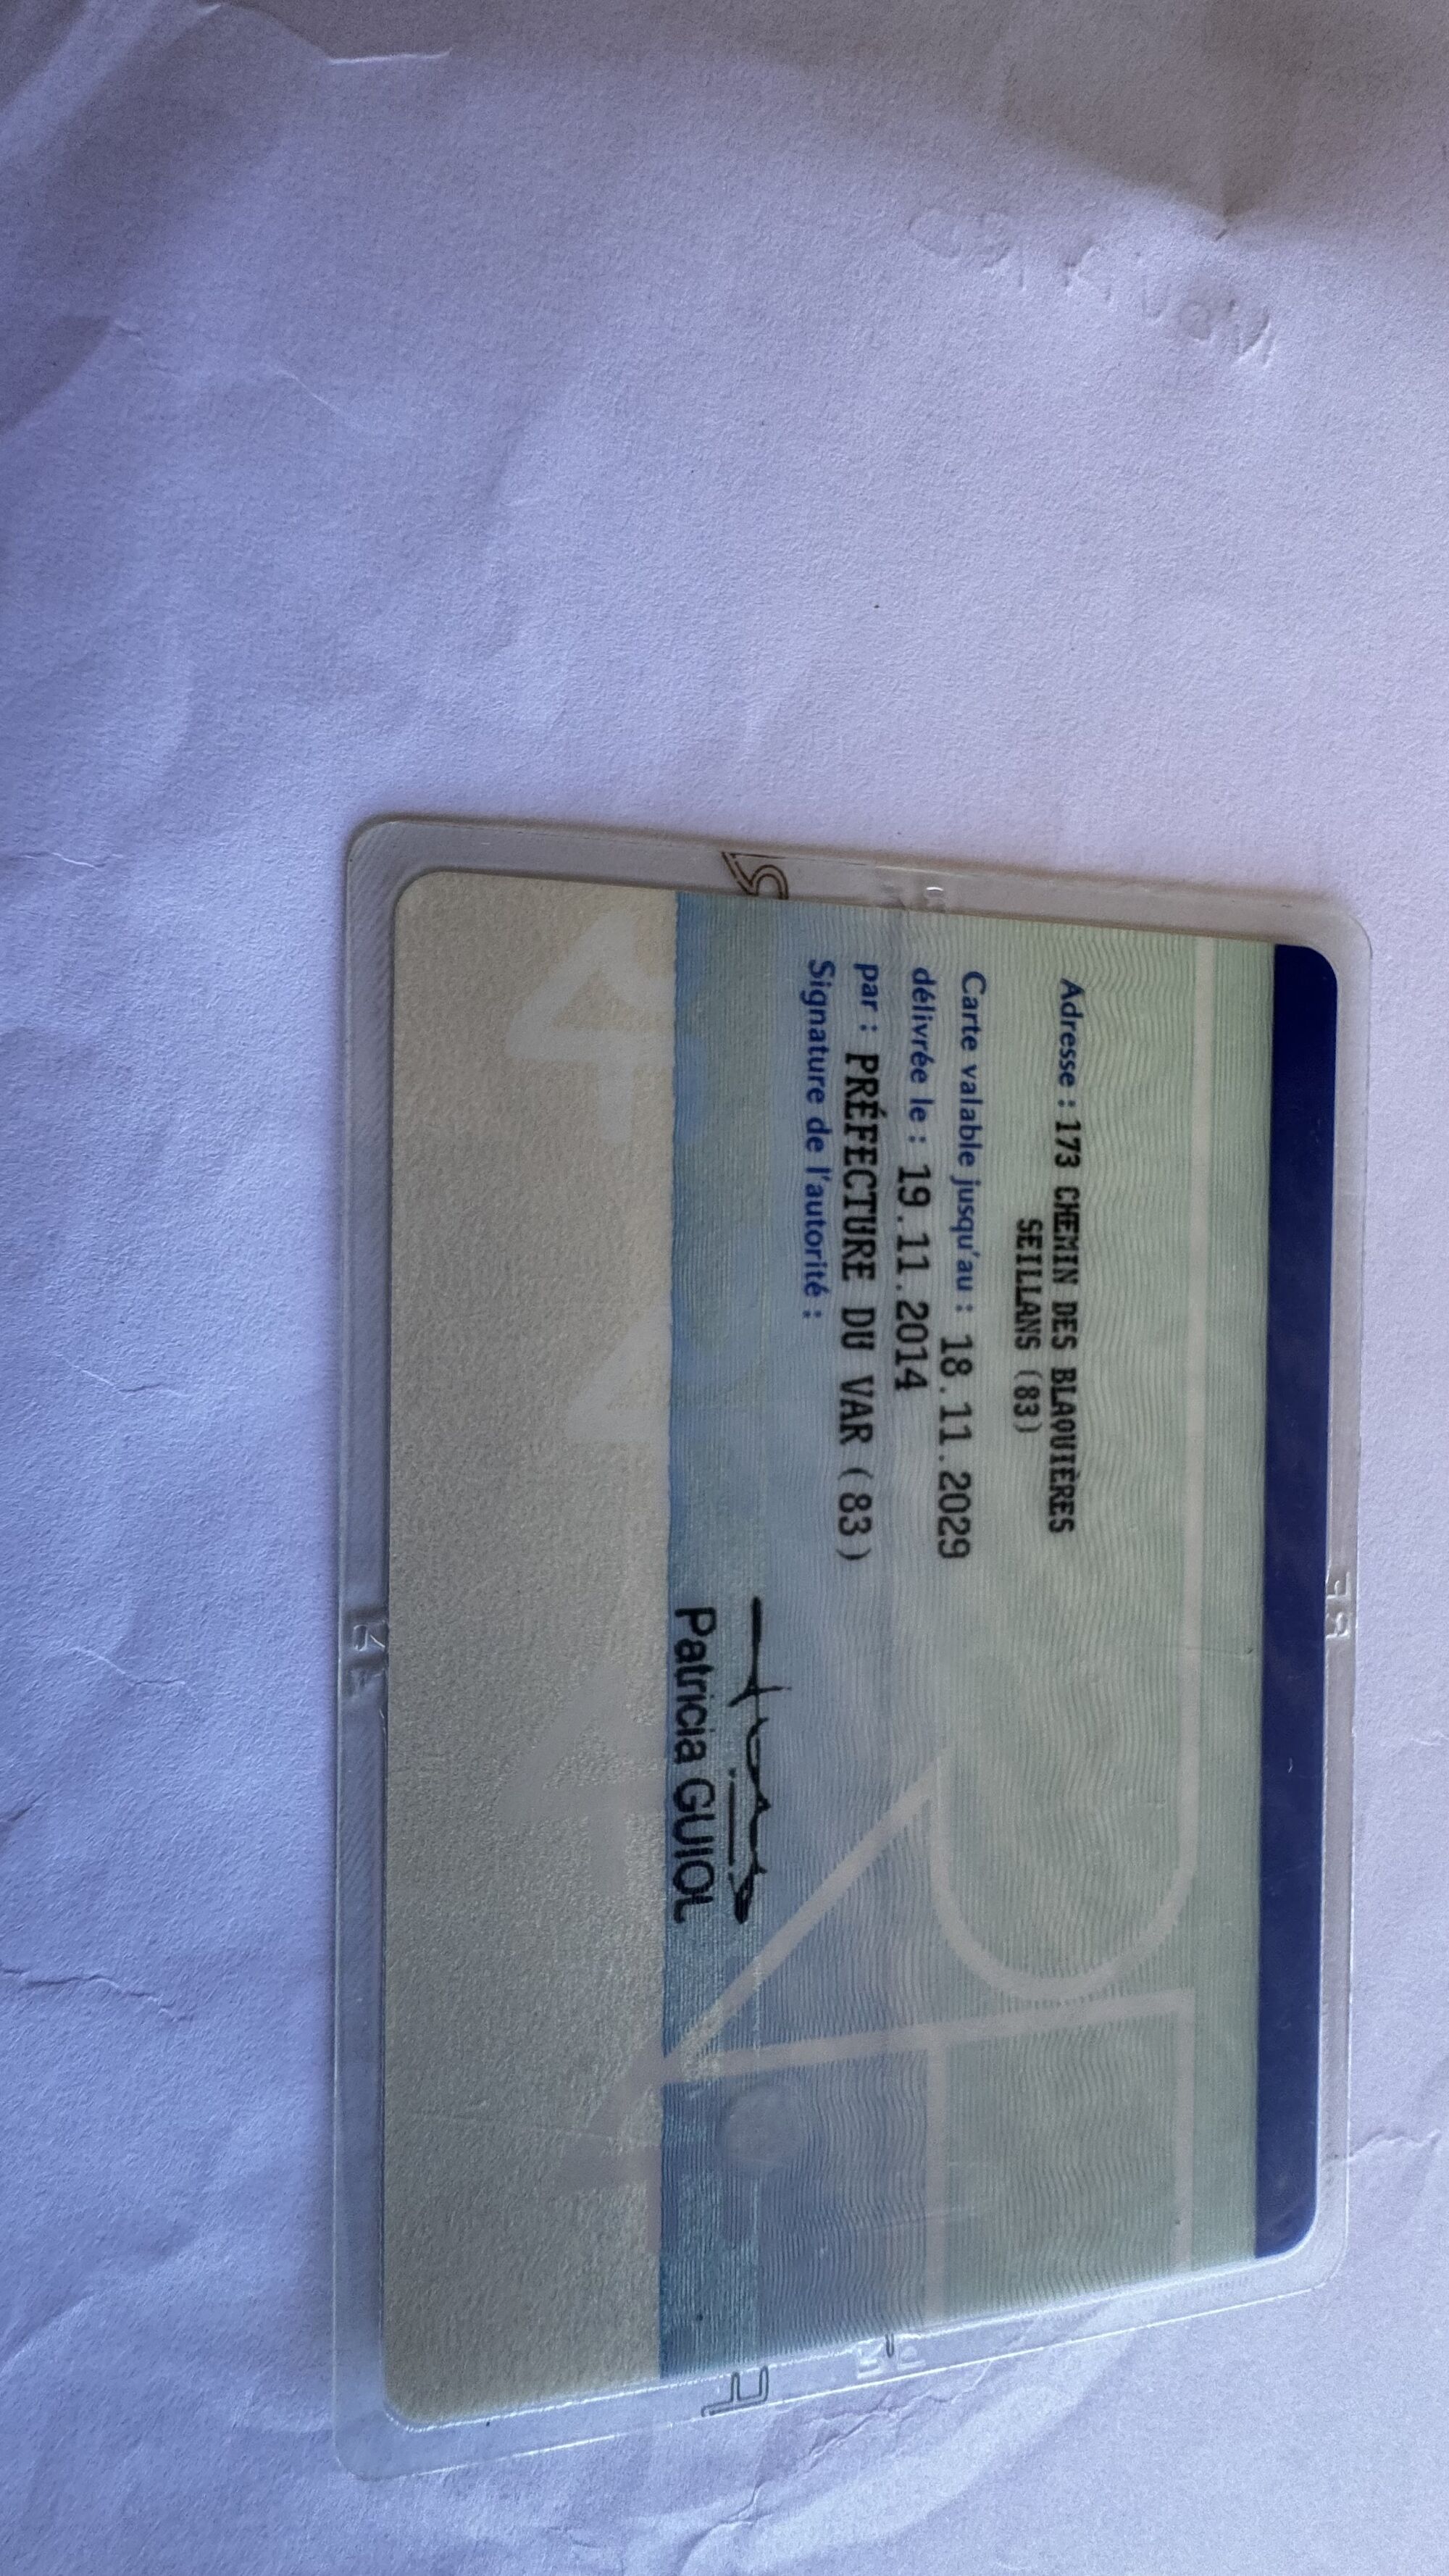 Adresse : 173 CHEMIN DES BLAQUIÈRES
SEILLANS (83)
Carte valable jusqu'au : 18.11.2029
délivrée le : 19.11.2014
par : PRÉFECTURE DU VAR (83)
Signature de l'autorité :
Patricia GUIOL